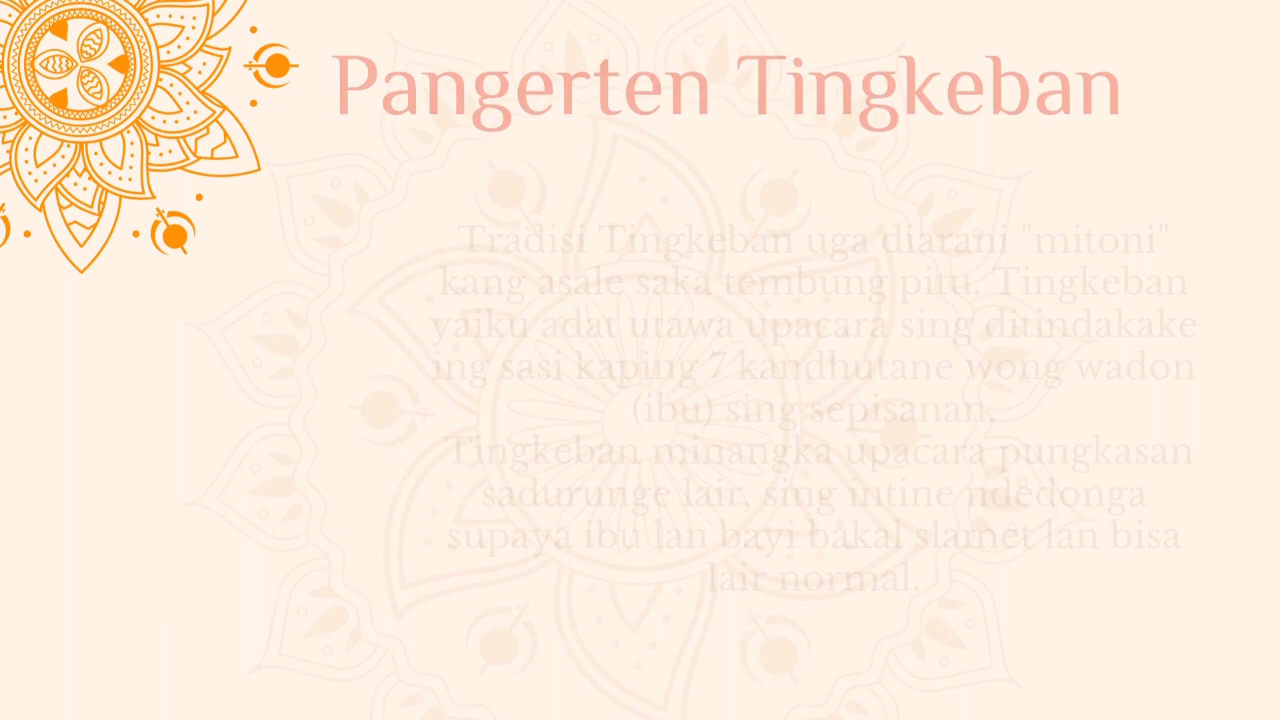 Pangerten Tingkeban
Tradisi Tingkeban uga diarani "mitoni"
kang asale saka tembung pitu. Tingkeban
yaiku adat utawa upacara sing ditindakake
ing sasi kaping 7 kandhutane wong wadon
(ibu) sing sepisanan.
Tingkeban minangka upacara pungkasan
sadurunge lair, sing intine ndedonga
supaya ibu lan bayi bakal slamet lan bisa
lair normal.